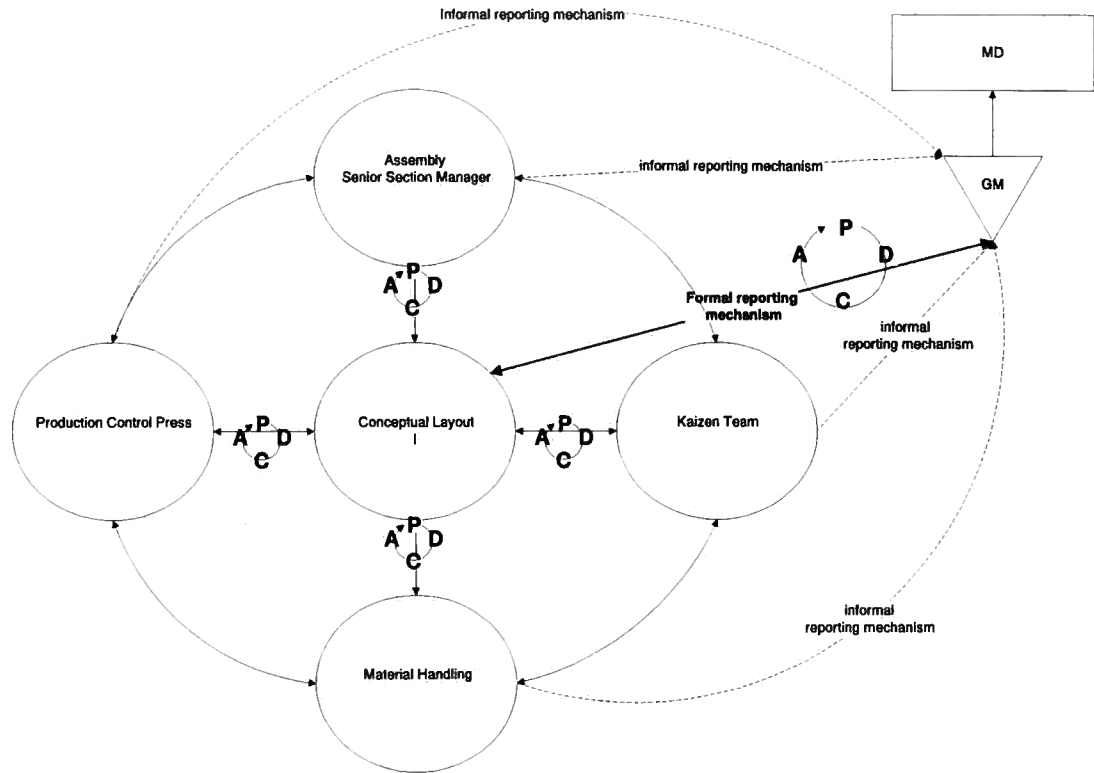 Informal reporting mechanism
MD
Assembly
Senior Section Manager
informal reporting mechanism
GM
P
A
D
C
P
A
D
C
Formal reporting
mechanism
informal
reporting mechanism
Production Control Press
P
A
D
C
Conceptual Layout
I
P
A
D
C
Kaizen Team
P
A
D
C
informal
reporting mechanism
Material Handling